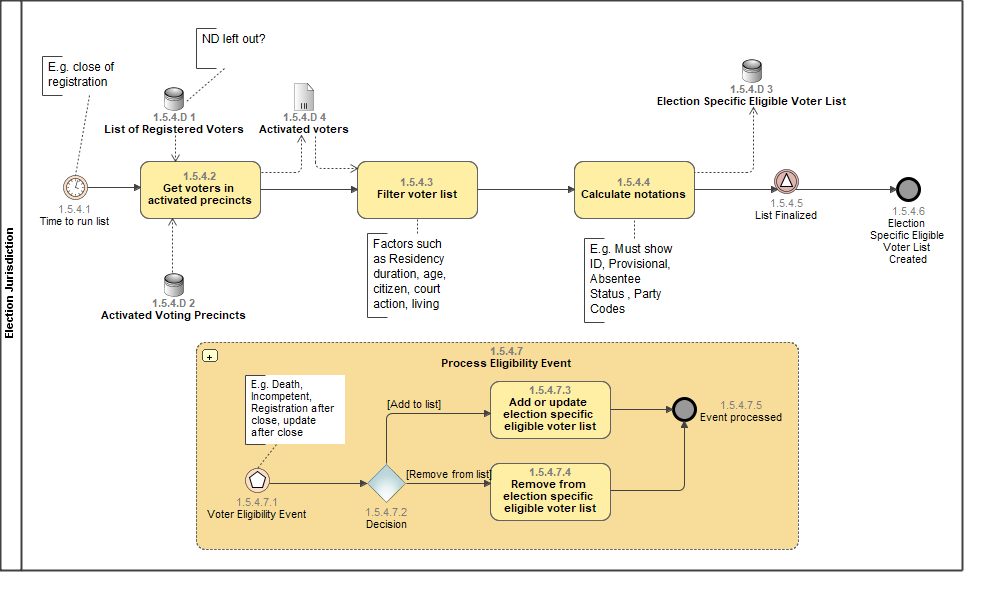 Election Jurisdiction
ND left out?
E.g. close of
registration
1.5.4.D 1
List of Registered Voters
1.5.4.D 4
Activated voters
1.5.4.D 3
Election Specific Eligible Voter List
1.5.4.1
Time to run list
1.5.4.2
Get voters in
activated precincts
1.5.4.3
Filter voter list
1.5.4.4
Calculate notations
1.5.4.5
List Finalized
1.5.4.6
Election
Specific Eligible
Voter List
Created
1.5.4.D 2
Activated Voting Precincts
Factors such
as Residency
duration, age,
citizen, court
action, living
E.g. Must show
ID, Provisional,
Absentee
Status , Party
Codes
1.5.4.7
Process Eligibility Event
E.g. Death,
Incompetent,
Registration after
close, update
after close
1.5.4.7.1
Voter Eligibility Event
1.5.4.7.2
Decision
[Add to list]
[Remove from list]
1.5.4.7.3
Add or update
election specific
eligible voter list
1.5.4.7.4
Remove from
election specific
eligible voter list
1.5.4.7.5
Event processed